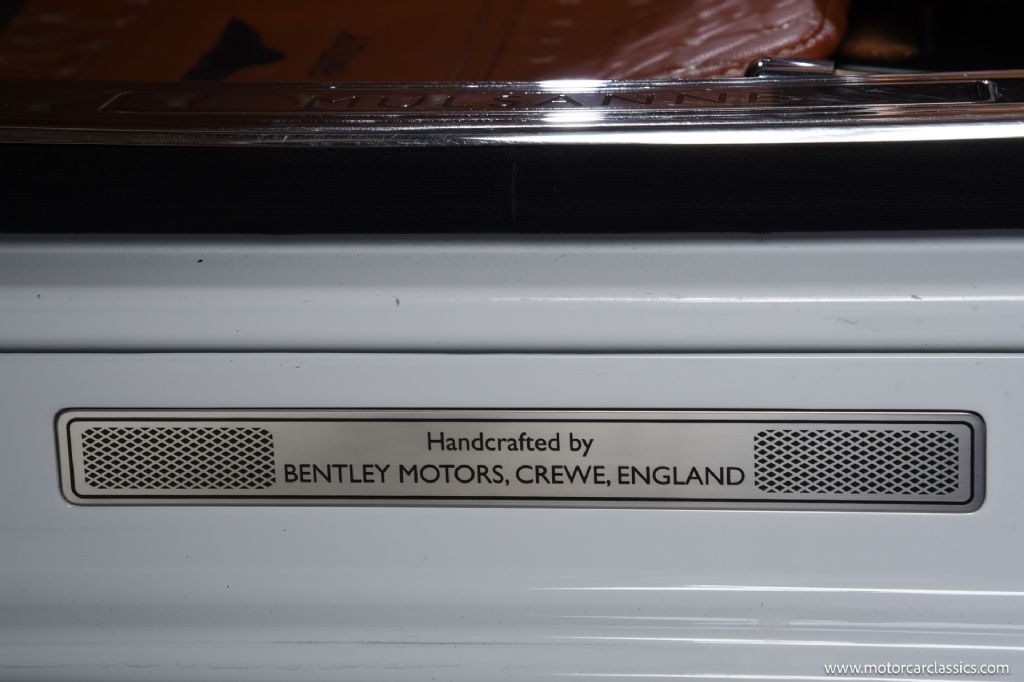 MULSANNE
Handcrafted by
BENTLEY MOTORS, CREWE, ENGLAND
www.motorcarclassics.com